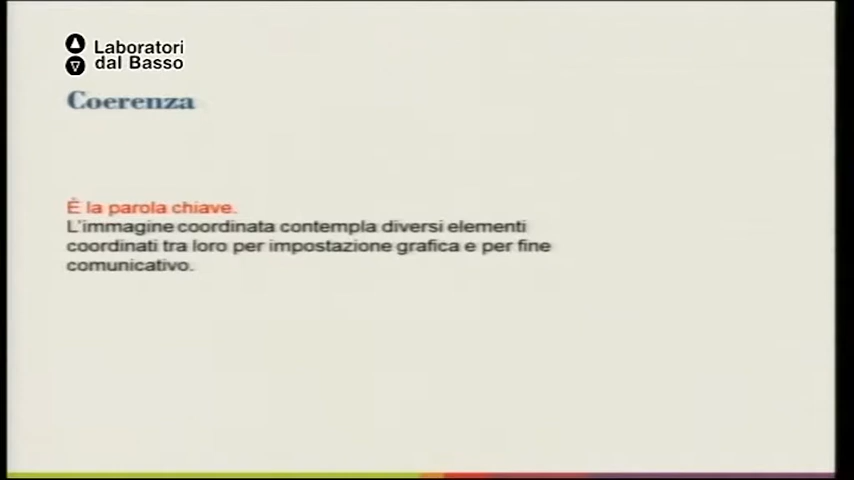 Laboratori
dal Basso
Coerenza
È la parola chiave.
L'immagine coordinata contempla diversi elementi
coordinati tra loro per impostazione grafica e per fine
comunicativo.